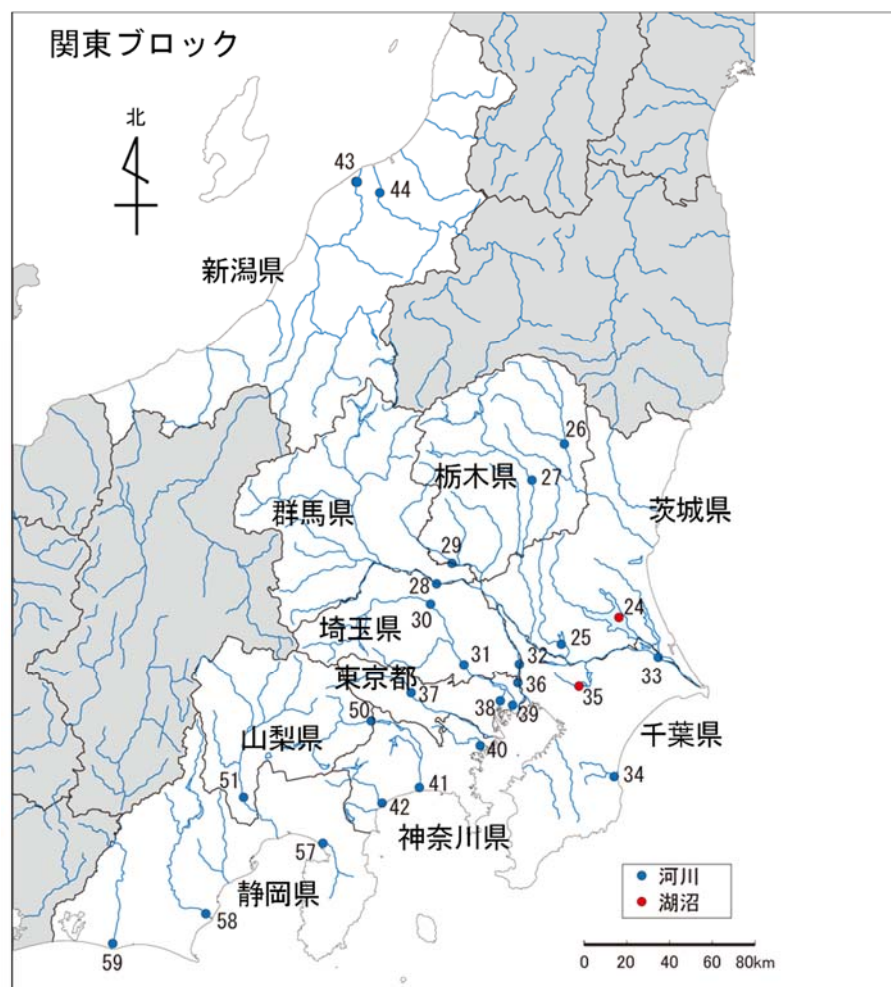 関東ブロック
北
43
44
新潟県
26
栃木県
27
群馬県
茨城県
29
28
24
30
埼玉県
25
31
32
33
東京都
36
37
35
38
39
50
山梨県
千葉県
40
34
51
41
42
神奈川県
57
静岡県
58
59
河川
湖沼
0 20 40 60 80km